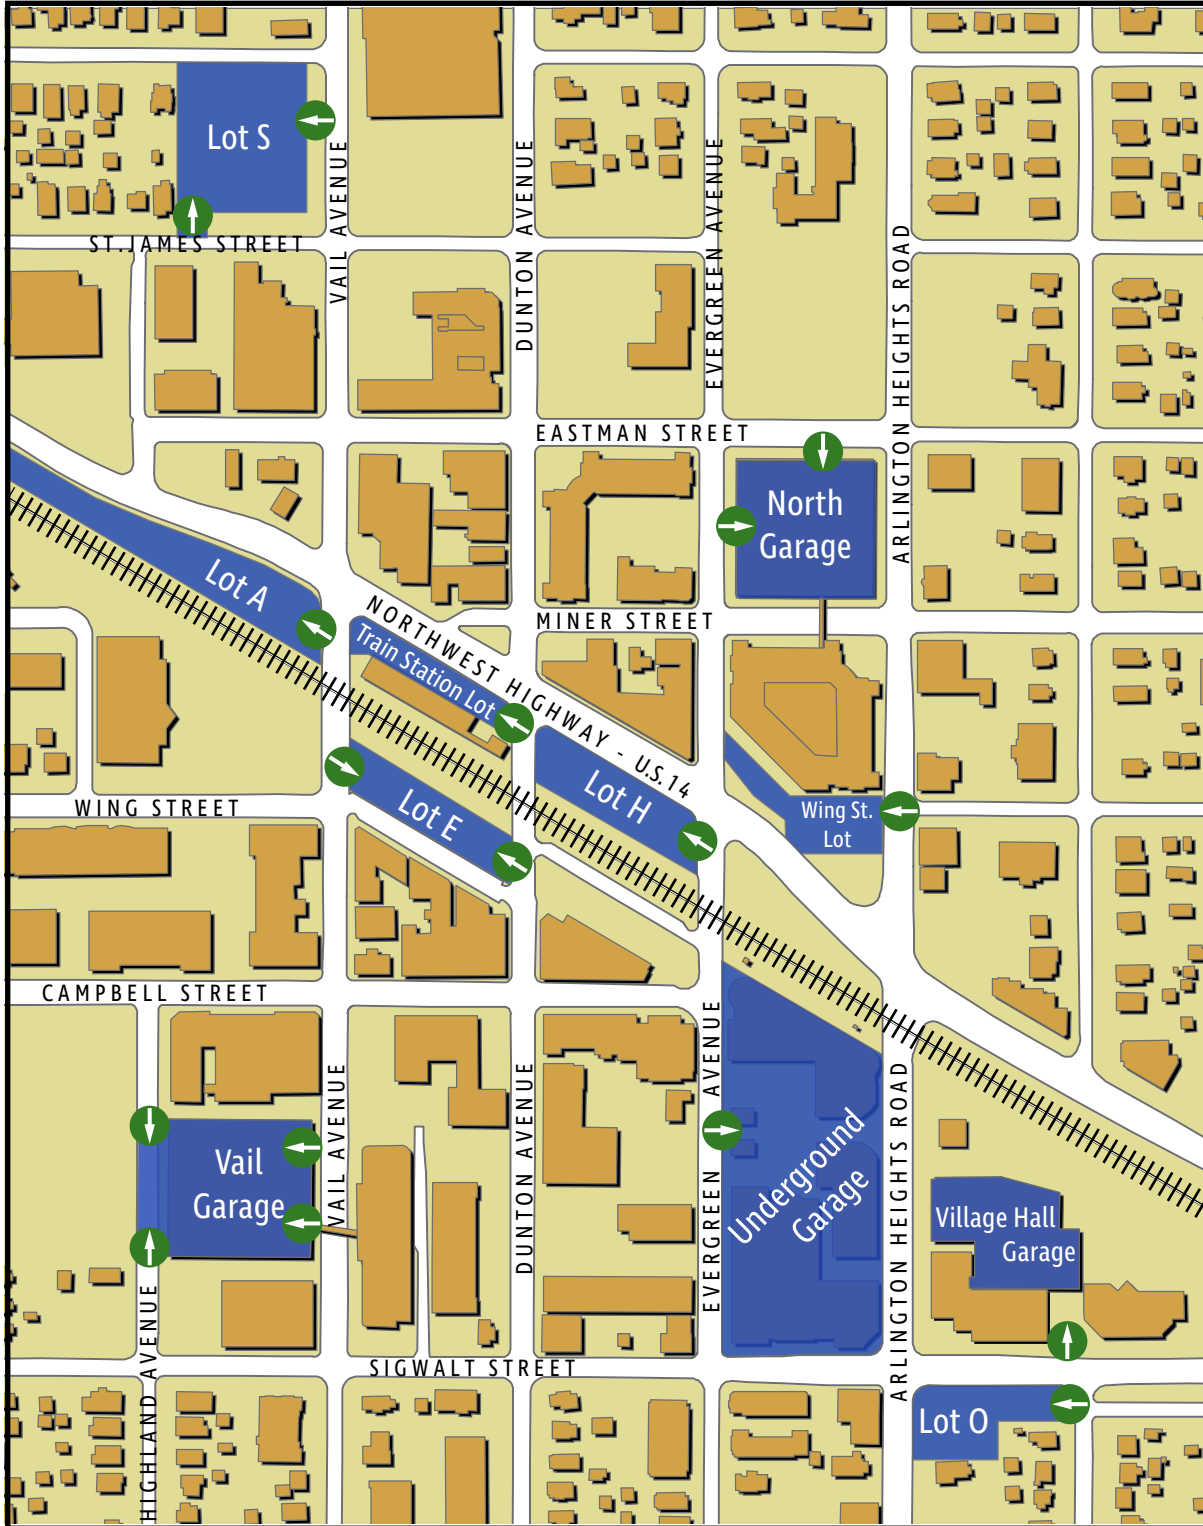 Lot S
VAIL AVENUE
DUNTON AVENUE
EVERGREEN AVENUE
ST.JAMES STREET
ARLINGTON HEIGHTS ROAD
EASTMAN STREET
North
Garage
Lot A
NORTHWEST HIGHWAY - U.S.14
MINER STREET
Train Station Lot
Lot H
Lot E
WING STREET
Wing St.
Lot
CAMPBELL STREET
Vail
Garage
VAIL AVENUE
DUNTON AVENUE
EVERGREEN AVENUE
Underground
Garage
ARLINGTON HEIGHTS ROAD
Village Hall
Garage
HIGHLAND AVENUE
SIGWALT STREET
Lot O